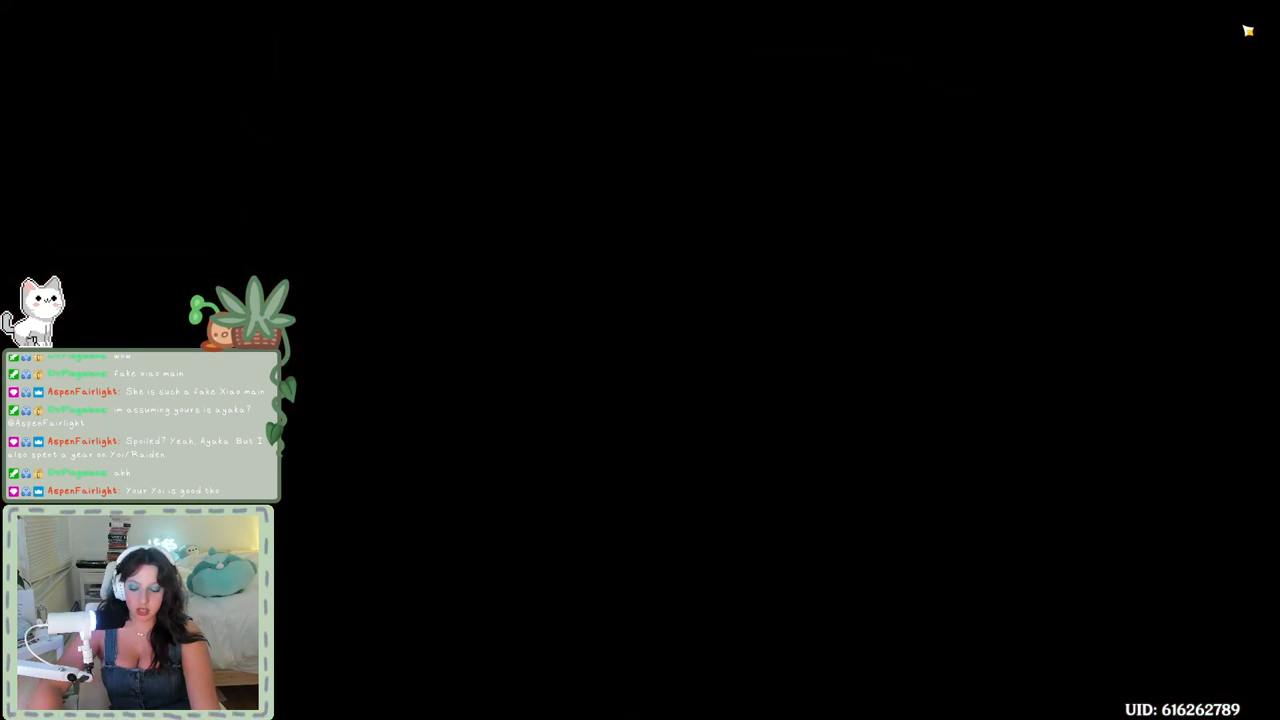 wow
fake xiao main
AspenFairlight: She is such a fake Xiao main
im assuming yours is ayaka?
@AspenFairlight
AspenFairlight: Spoiled? Yeah, Ayaka. But I
also spent a year on Yoi/Raiden
ahh
AspenFairlight: Your Yoi is good tho
UID: 616262789